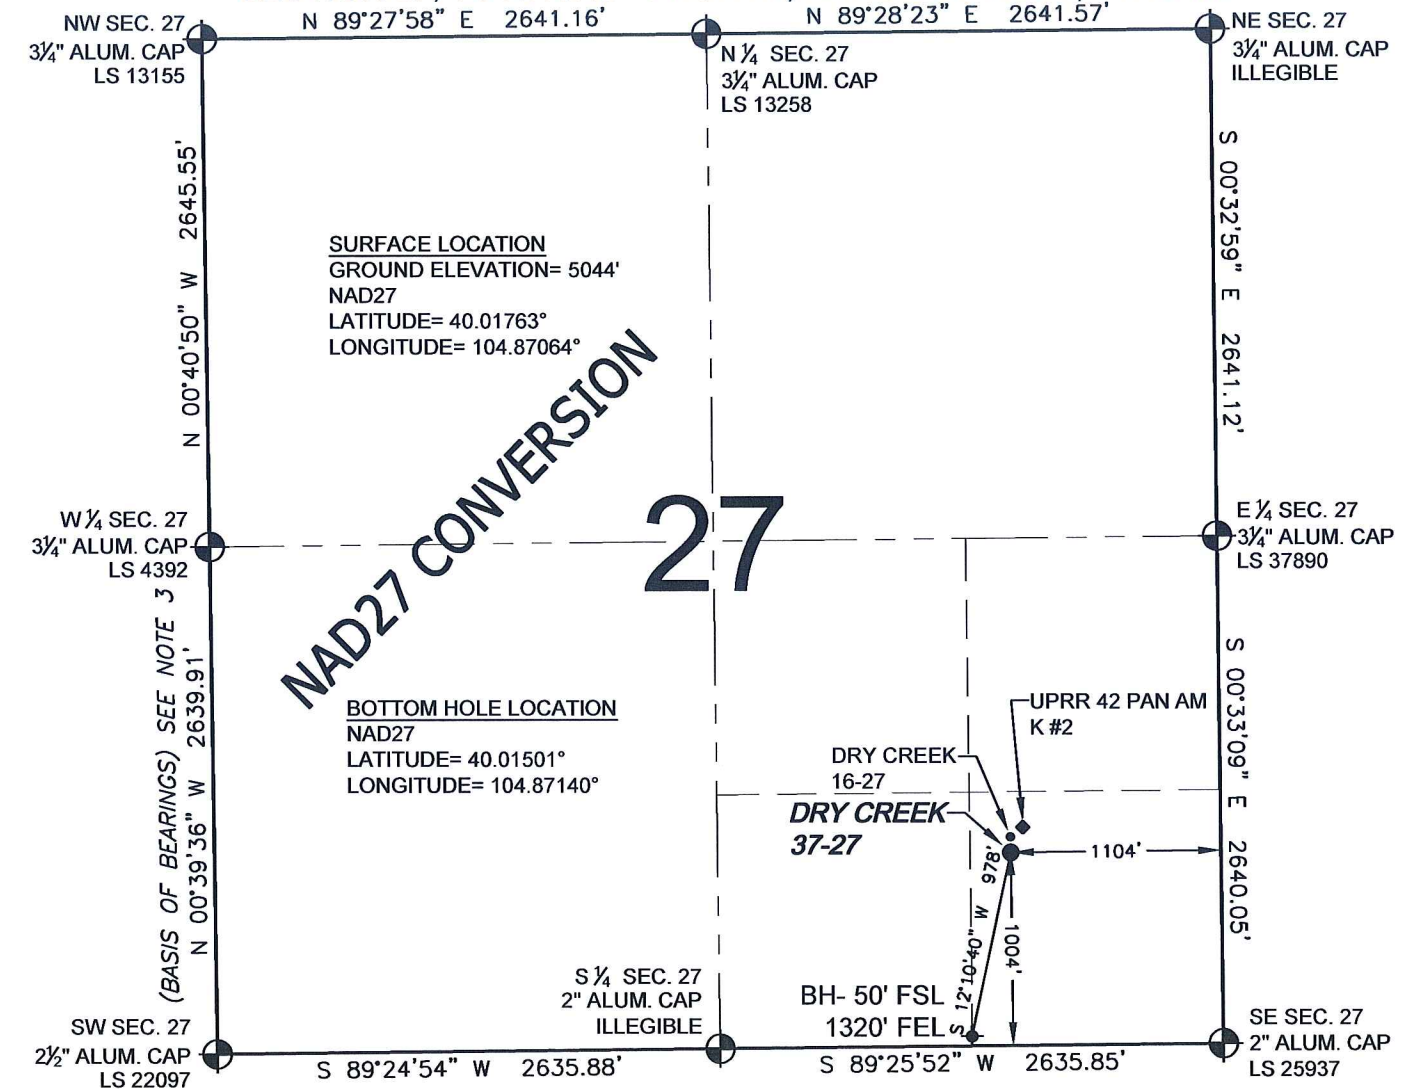 N 89°27'58" E 2641.16'
N 89°28'23" E 2641.57'
NW SEC. 27
3¼" ALUM. CAP
LS 13155
N ¼ SEC. 27
3¼" ALUM. CAP
LS 13258
NE SEC. 27
3¼" ALUM. CAP
ILLEGIBLE
N 00°40'50" W 2645.55'
S 00°32'59" E 2641.12'
SURFACE LOCATION
GROUND ELEVATION= 5044'
NAD27
LATITUDE= 40.01763°
LONGITUDE= 104.87064°
NAD27 CONVERSION
27
W ¼ SEC. 27
3¼" ALUM. CAP
LS 4392
E ¼ SEC. 27
3¼" ALUM. CAP
LS 37890
(BASIS OF BEARINGS) SEE NOTE 3
N 00°39'36" W 2639.91'
S 00°33'09" E 2640.05'
BOTTOM HOLE LOCATION
NAD27
LATITUDE= 40.01501°
LONGITUDE= 104.87140°
UPRR 42 PAN AM
K #2
DRY CREEK
16-27
DRY CREEK
37-27
1104'
S 12°10'40" W 978'
1004'
BH- 50' FSL
1320' FEL
S ¼ SEC. 27
2" ALUM. CAP
ILLEGIBLE
SW SEC. 27
2½" ALUM. CAP
LS 22097
SE SEC. 27
2" ALUM. CAP
LS 25937
S 89°24'54" W 2635.88'
S 89°25'52" W 2635.85'